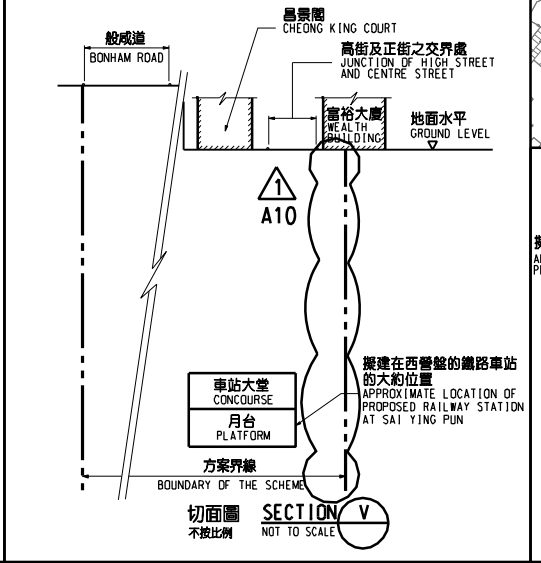 昌景閣
CHEONG KING COURT
般咸道
BONHAM ROAD
高街及正街之交界處
JUNCTION OF HIGH STREET
AND CENTRE STREET
富裕大廈
WEALTH
BUILDING
地面水平
GROUND LEVEL
1
A10
擬建在西營盤的鐵路車站
的大約位置
APPROXIMATE LOCATION OF
PROPOSED RAILWAY STATION
AT SAI YING PUN
車站大堂
CONCOURSE
月台
PLATFORM
方案界線
BOUNDARY OF THE SCHEME
切面圖
不按比例
SECTION
NOT TO SCALE
V